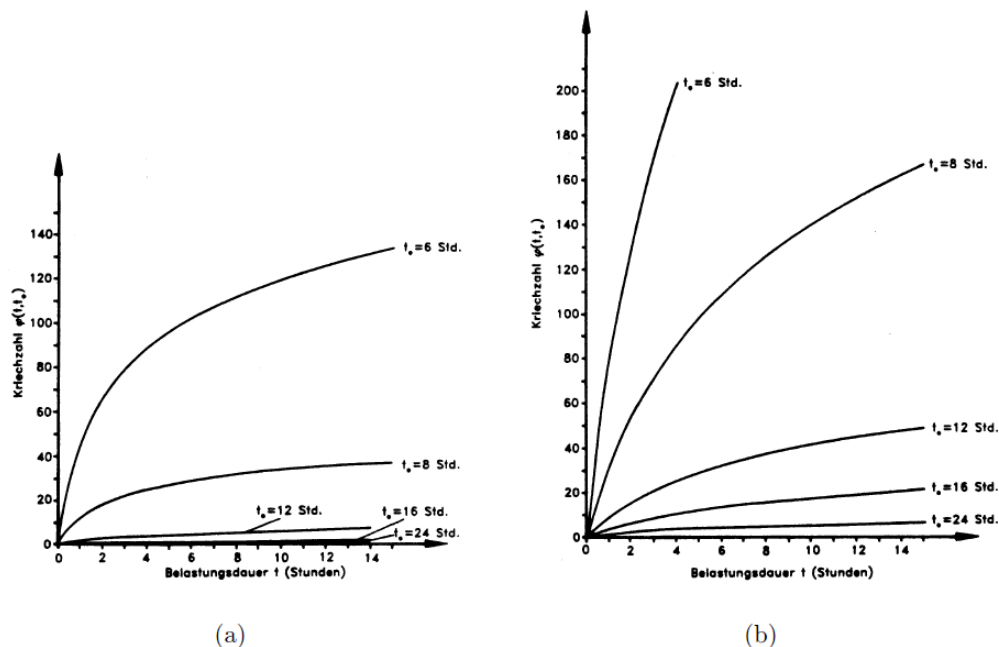 Kriechzahl φ(t,t₀)
140
120
100
80
60
40
20
0
t₀=6 Std.
t₀=8 Std.
t₀=12 Std.
t₀=16 Std.
t₀=24 Std.
0 2 4 6 8 10 12 14
Belastungsdauer t (Stunden)
(a)
Kriechzahl φ(t,t₀)
200
180
160
140
120
100
80
60
40
20
0
t₀=6 Std.
t₀=8 Std.
t₀=12 Std.
t₀=16 Std.
t₀=24 Std.
0 2 4 6 8 10 12 14
Belastungsdauer t (Stunden)
(b)